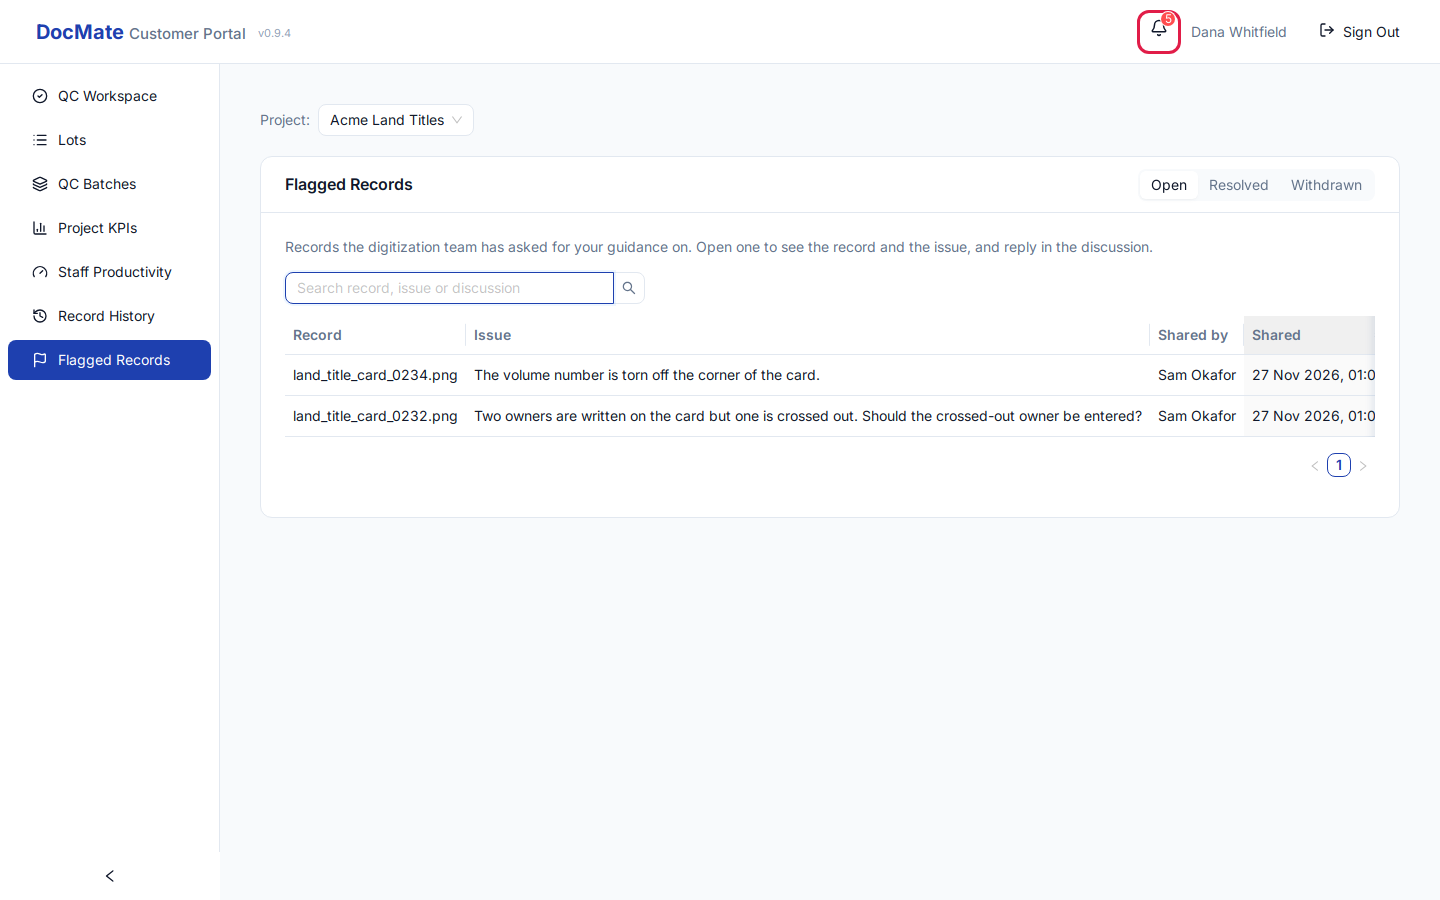 DocMate Customer Portal v0.9.4
5
Dana Whitfield
Sign Out
QC Workspace
Lots
QC Batches
Project KPIs
Staff Productivity
Record History
Flagged Records
Project: Acme Land Titles
Flagged Records
Open Resolved Withdrawn
Records the digitization team has asked for your guidance on. Open one to see the record and the issue, and reply in the discussion.
Search record, issue or discussion
Record Issue Shared by Shared
land_title_card_0234.png The volume number is torn off the corner of the card. Sam Okafor 27 Nov 2026, 01:0
land_title_card_0232.png Two owners are written on the card but one is crossed out. Should the crossed-out owner be entered? Sam Okafor 27 Nov 2026, 01:0
1